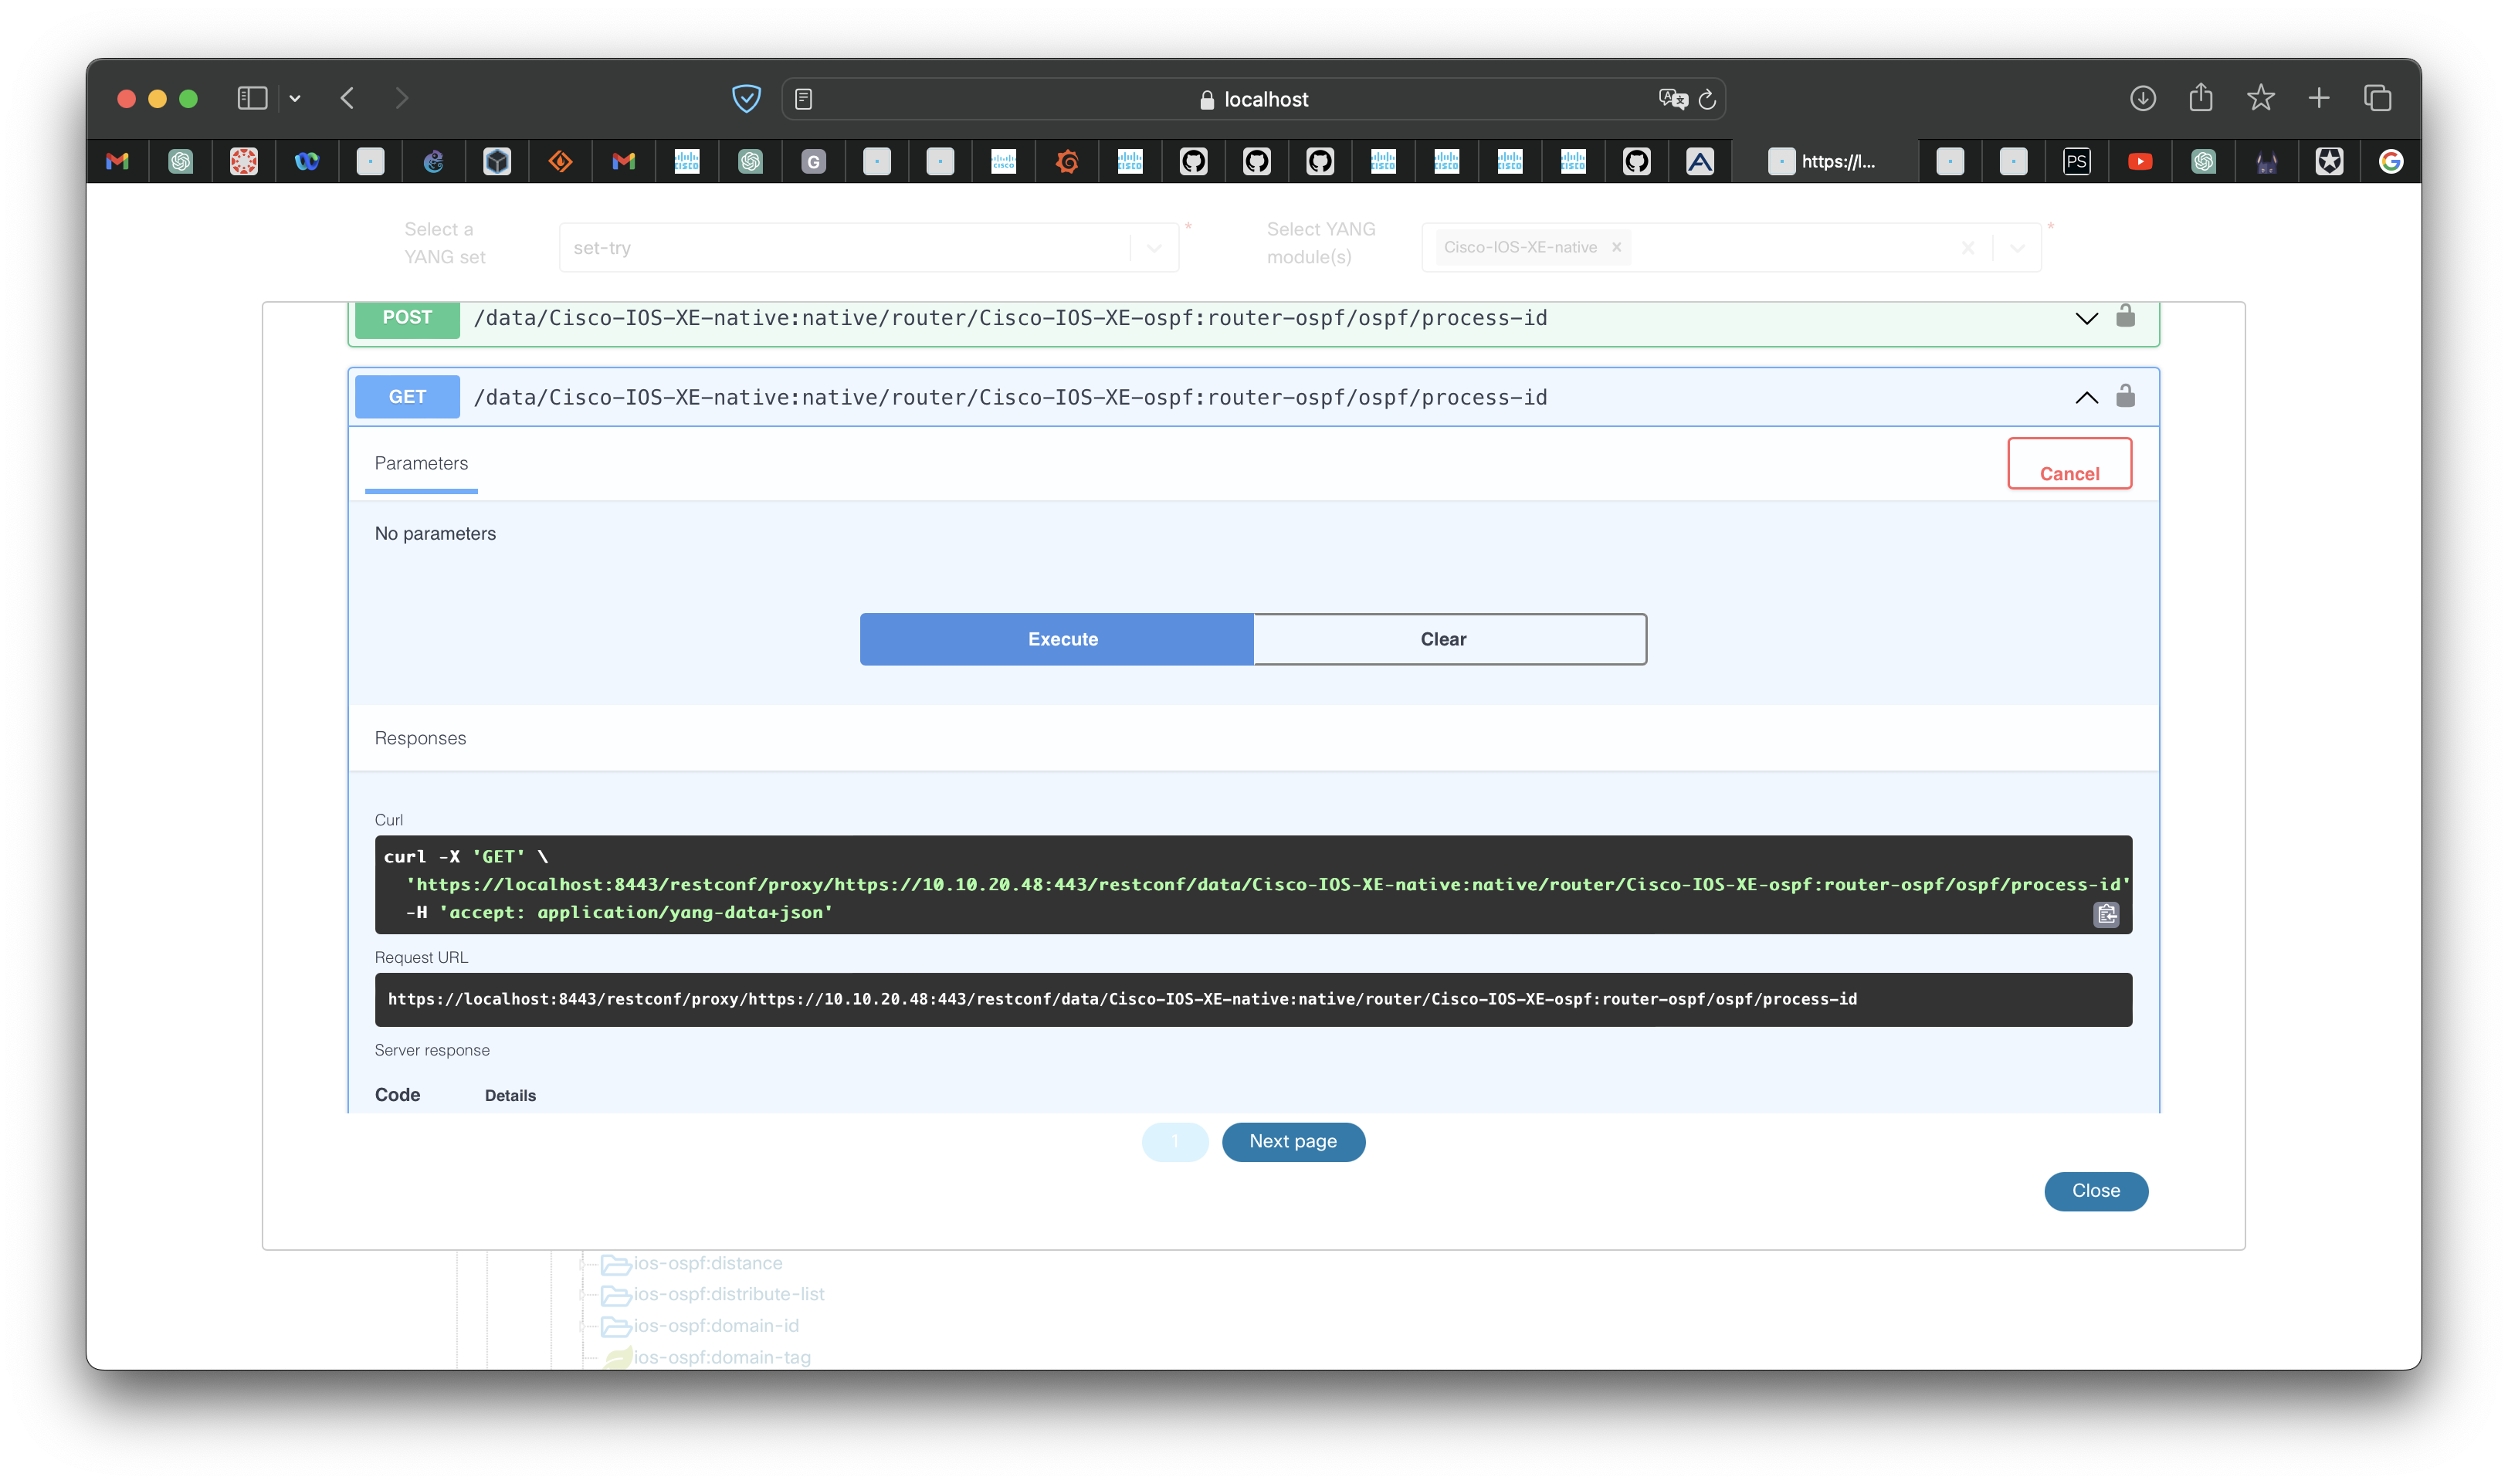 localhost
https://l...
PS
G
Select a
YANG set
set-try
*
Select YANG
module(s)
Cisco-IOS-XE-native ×
*
POST /data/Cisco-IOS-XE-native:native/router/Cisco-IOS-XE-ospf:router-ospf/ospf/process-id
GET /data/Cisco-IOS-XE-native:native/router/Cisco-IOS-XE-ospf:router-ospf/ospf/process-id
Parameters
Cancel
No parameters
Execute
Clear
Responses
Curl
curl -X 'GET' \
'https://localhost:8443/restconf/proxy/https://10.10.20.48:443/restconf/data/Cisco-IOS-XE-native:native/router/Cisco-IOS-XE-ospf:router-ospf/ospf/process-id'
-H 'accept: application/yang-data+json'
Request URL
https://localhost:8443/restconf/proxy/https://10.10.20.48:443/restconf/data/Cisco-IOS-XE-native:native/router/Cisco-IOS-XE-ospf:router-ospf/ospf/process-id
Server response
Code Details
1
Next page
Close
ios-ospf:distance
ios-ospf:distribute-list
ios-ospf:domain-id
ios-ospf:domain-tag